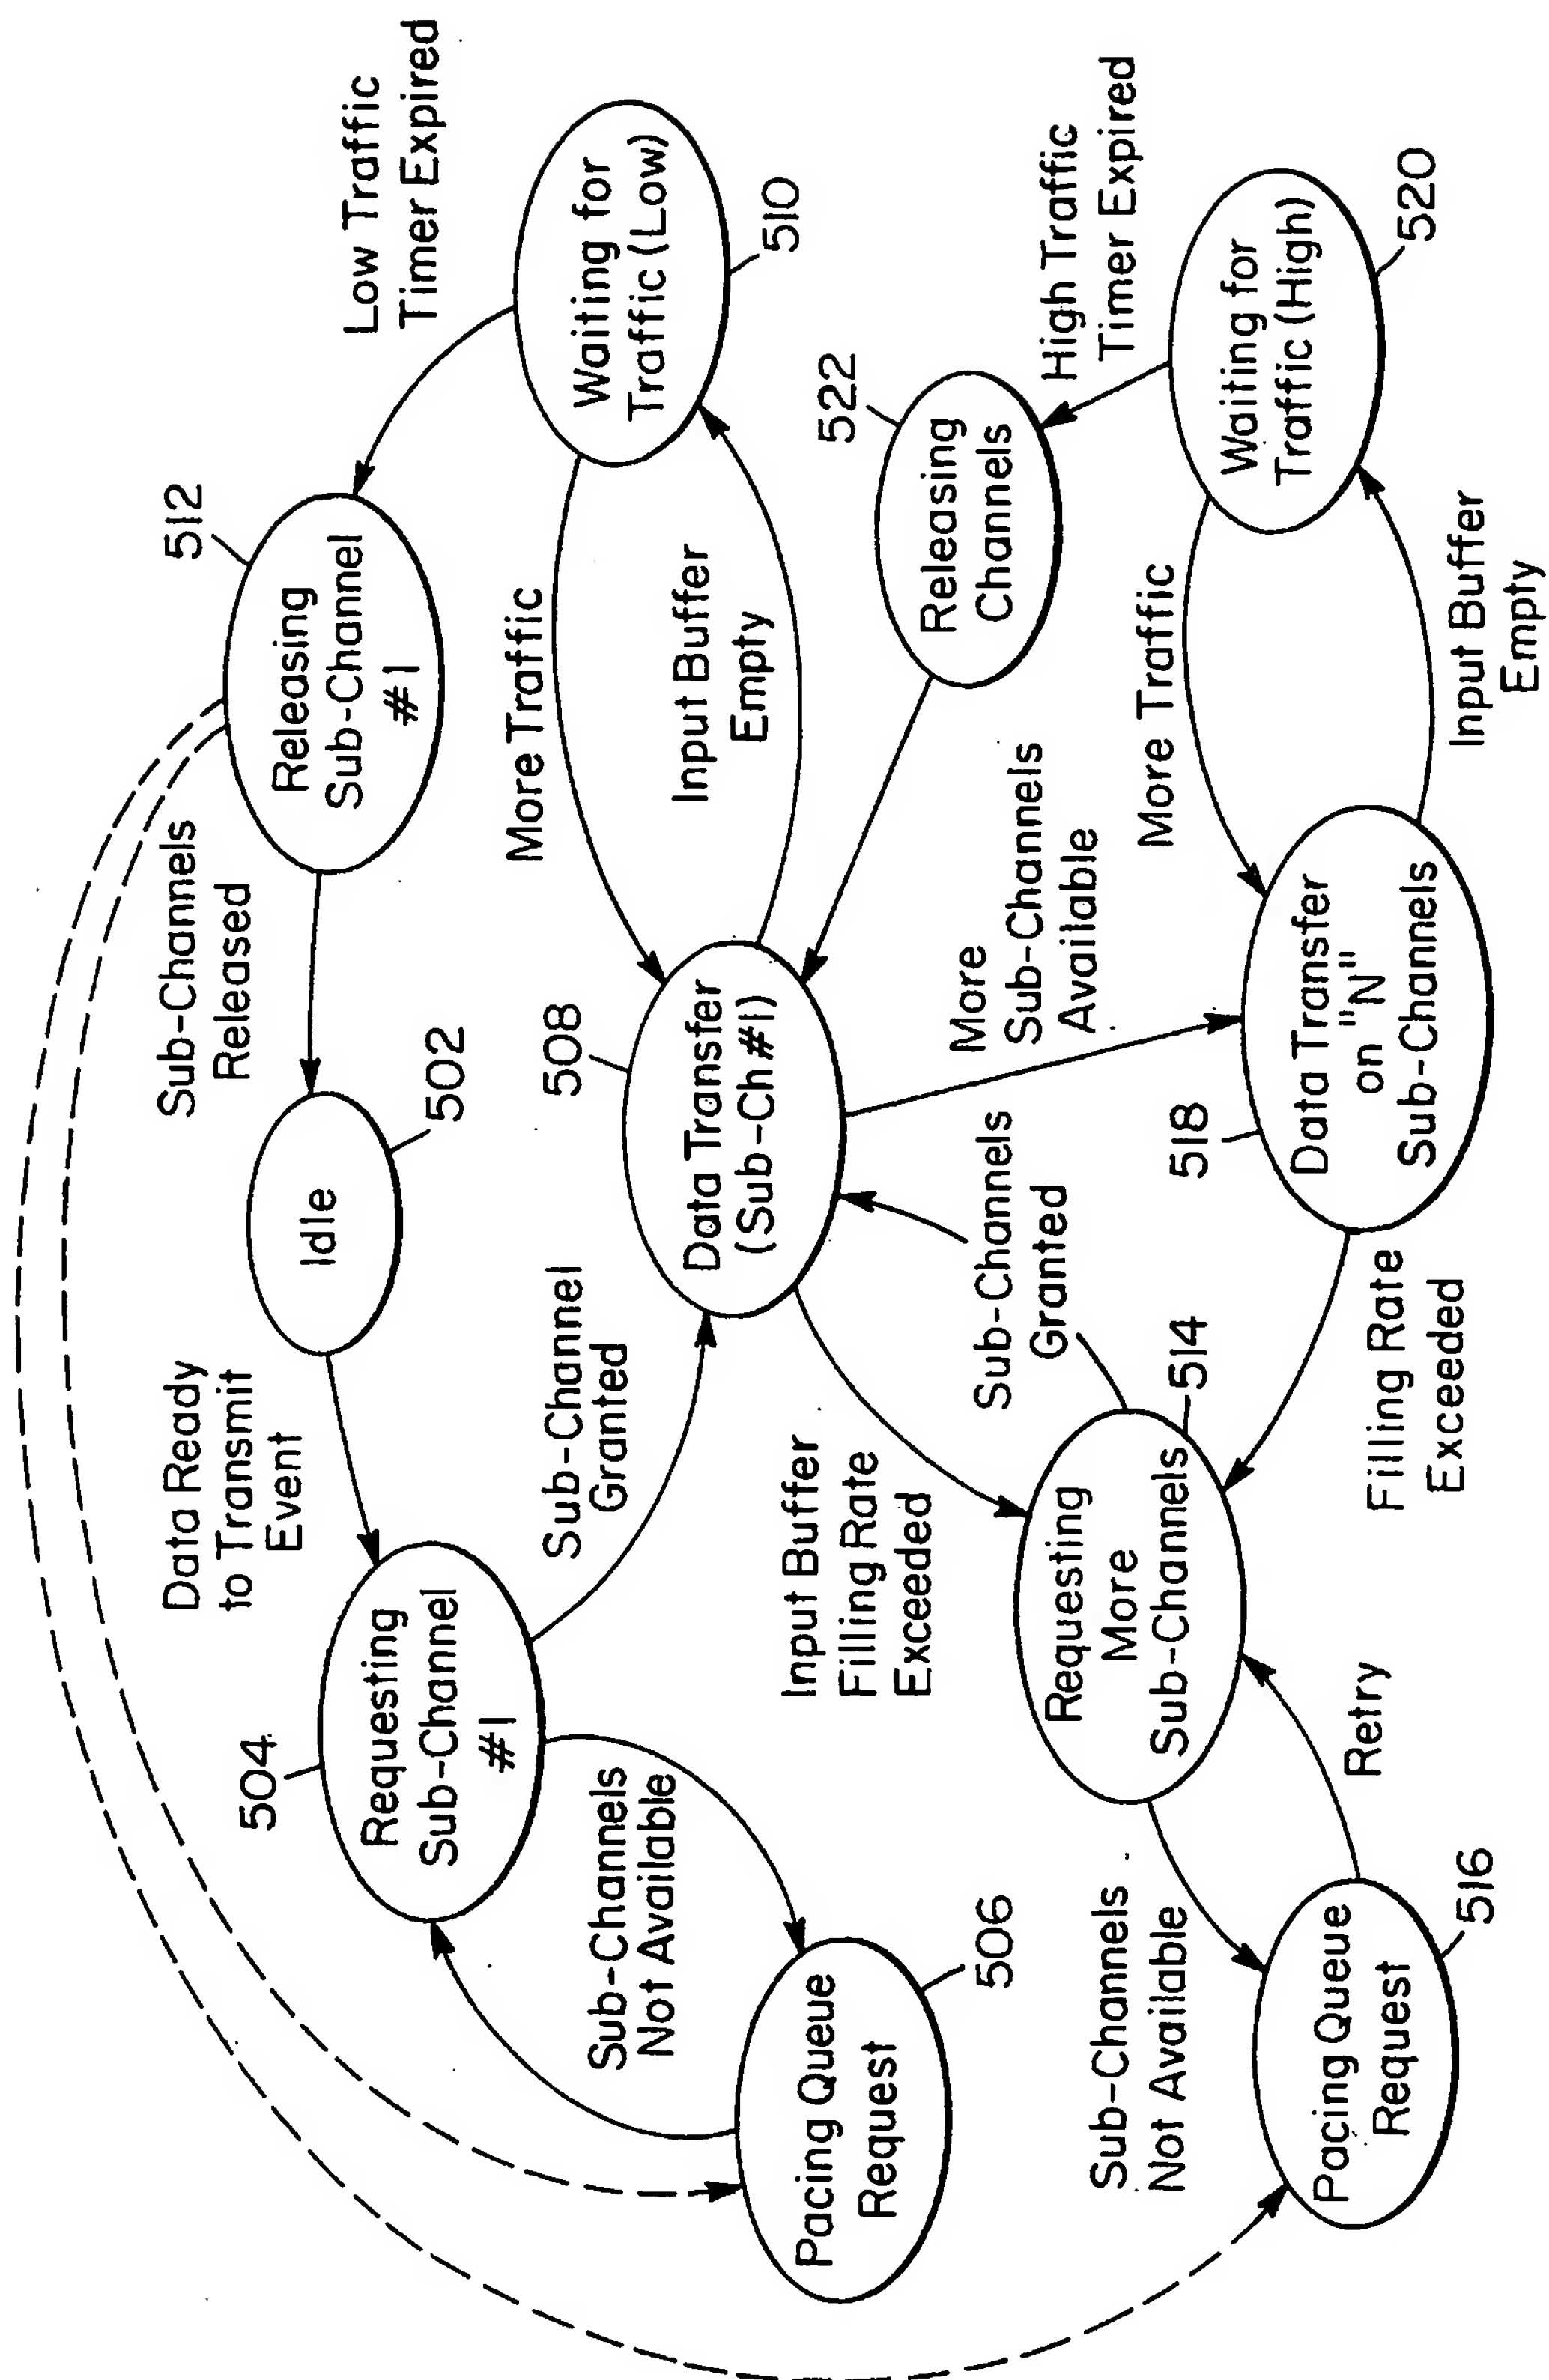 Data Ready
to Transmit
Event
Sub-Channels
Released
512
Low Traffic
Timer Expired
504
Requesting
Sub-Channel
#1
Idle
502
Releasing
Sub-Channel
#1
Sub-Channels
Not Available
Sub-Channel
Granted
508
More Traffic
Waiting for
Traffic (Low)
510
Pacing Queue
Request
506
Data Transfer
(Sub-Ch#1)
Input Buffer
Empty
Input Buffer
Filling Rate
Exceeded
Sub-Channels
Granted
More
Sub-Channels
Available
522
Releasing
Channels
High Traffic
Timer Expired
Sub-Channels
Not Available
Requesting
More
Sub-Channels
514
518
More Traffic
Waiting for
Traffic (High)
520
Pacing Queue
Request
516
Retry
Filling Rate
Exceeded
Data Transfer
on "N"
Sub-Channels
Input Buffer
Empty